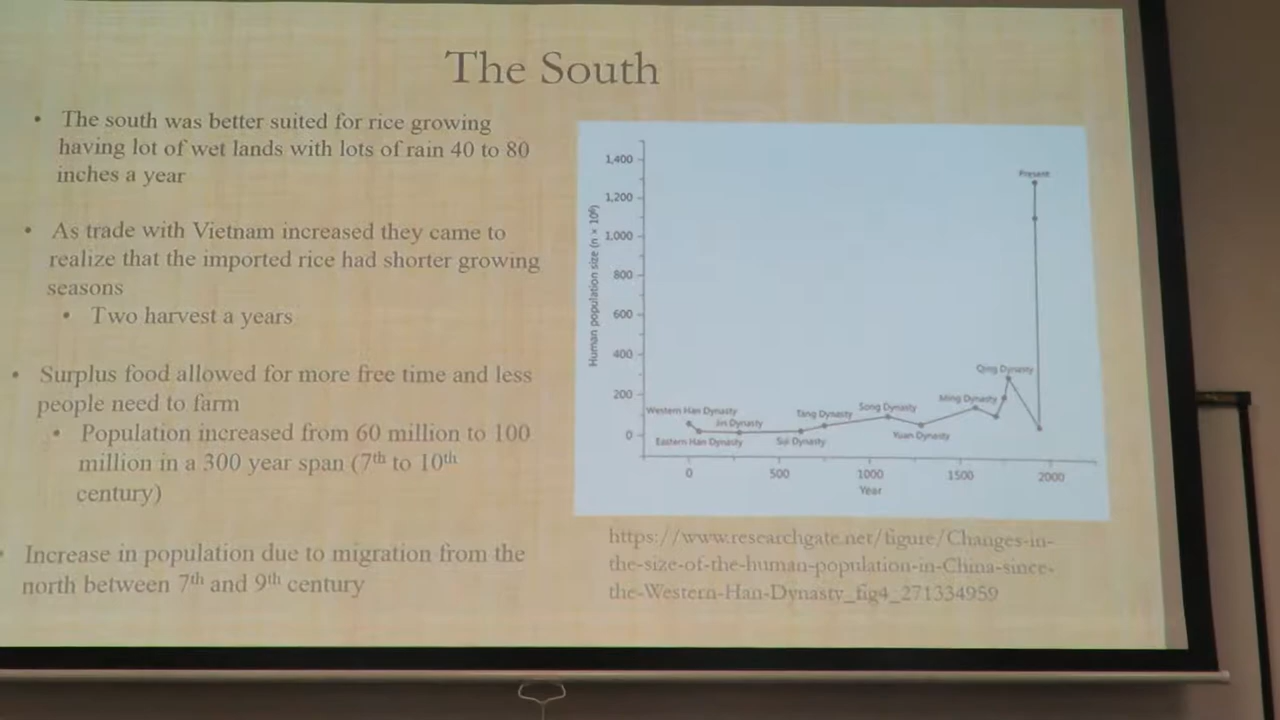 The South
• The south was better suited for rice growing
having lot of wet lands with lots of rain 40 to 80
inches a year
• As trade with Vietnam increased they came to
realize that the imported rice had shorter growing
seasons
• Two harvest a years
• Surplus food allowed for more free time and less
people need to farm
• Population increased from 60 million to 100
million in a 300 year span (7th to 10th
century)
• Increase in population due to migration from the
north between 7th and 9th century
Human population size (n × 10⁶)
1,400
1,200
1,000
800
600
400
200
0
Present
Qing Dynasty
Ming Dynasty
Song Dynasty
Yuan Dynasty
Tang Dynasty
Sui Dynasty
Jin Dynasty
Western Han Dynasty
Eastern Han Dynasty
0
500
1000
1500
2000
Year
https://www.researchgate.net/figure/Changes-in-
the-size-of-the-human-population-in-China-since-
the-Western-Han-Dynasty_fig4_271334959